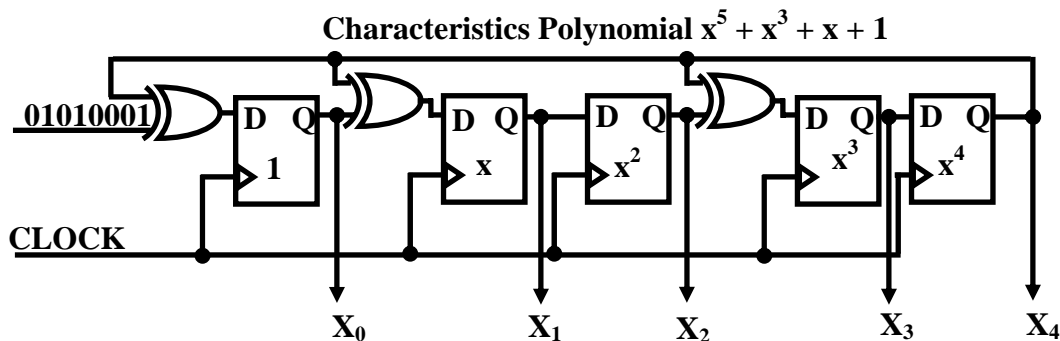 Characteristics Polynomial x⁵ + x³ + x + 1
01010001
D Q
1
D Q
x
D Q
x²
D Q
x³
D Q
x⁴
CLOCK
X₀ X₁ X₂ X₃ X₄